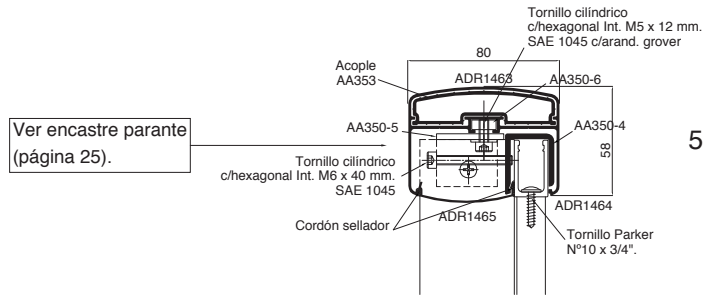 Tornillo cilíndrico
c/hexagonal Int. M5 x 12 mm.
SAE 1045 c/arand. grover
80
Acople
AA353
ADR1463
AA350-6
AA350-5
AA350-4
Ver encastre parante
(página 25).
58
5
Tornillo cilíndrico
c/hexagonal Int. M6 x 40 mm.
SAE 1045
ADR1464
Cordón sellador
ADR1465
Tornillo Parker
Nº10 x 3/4".